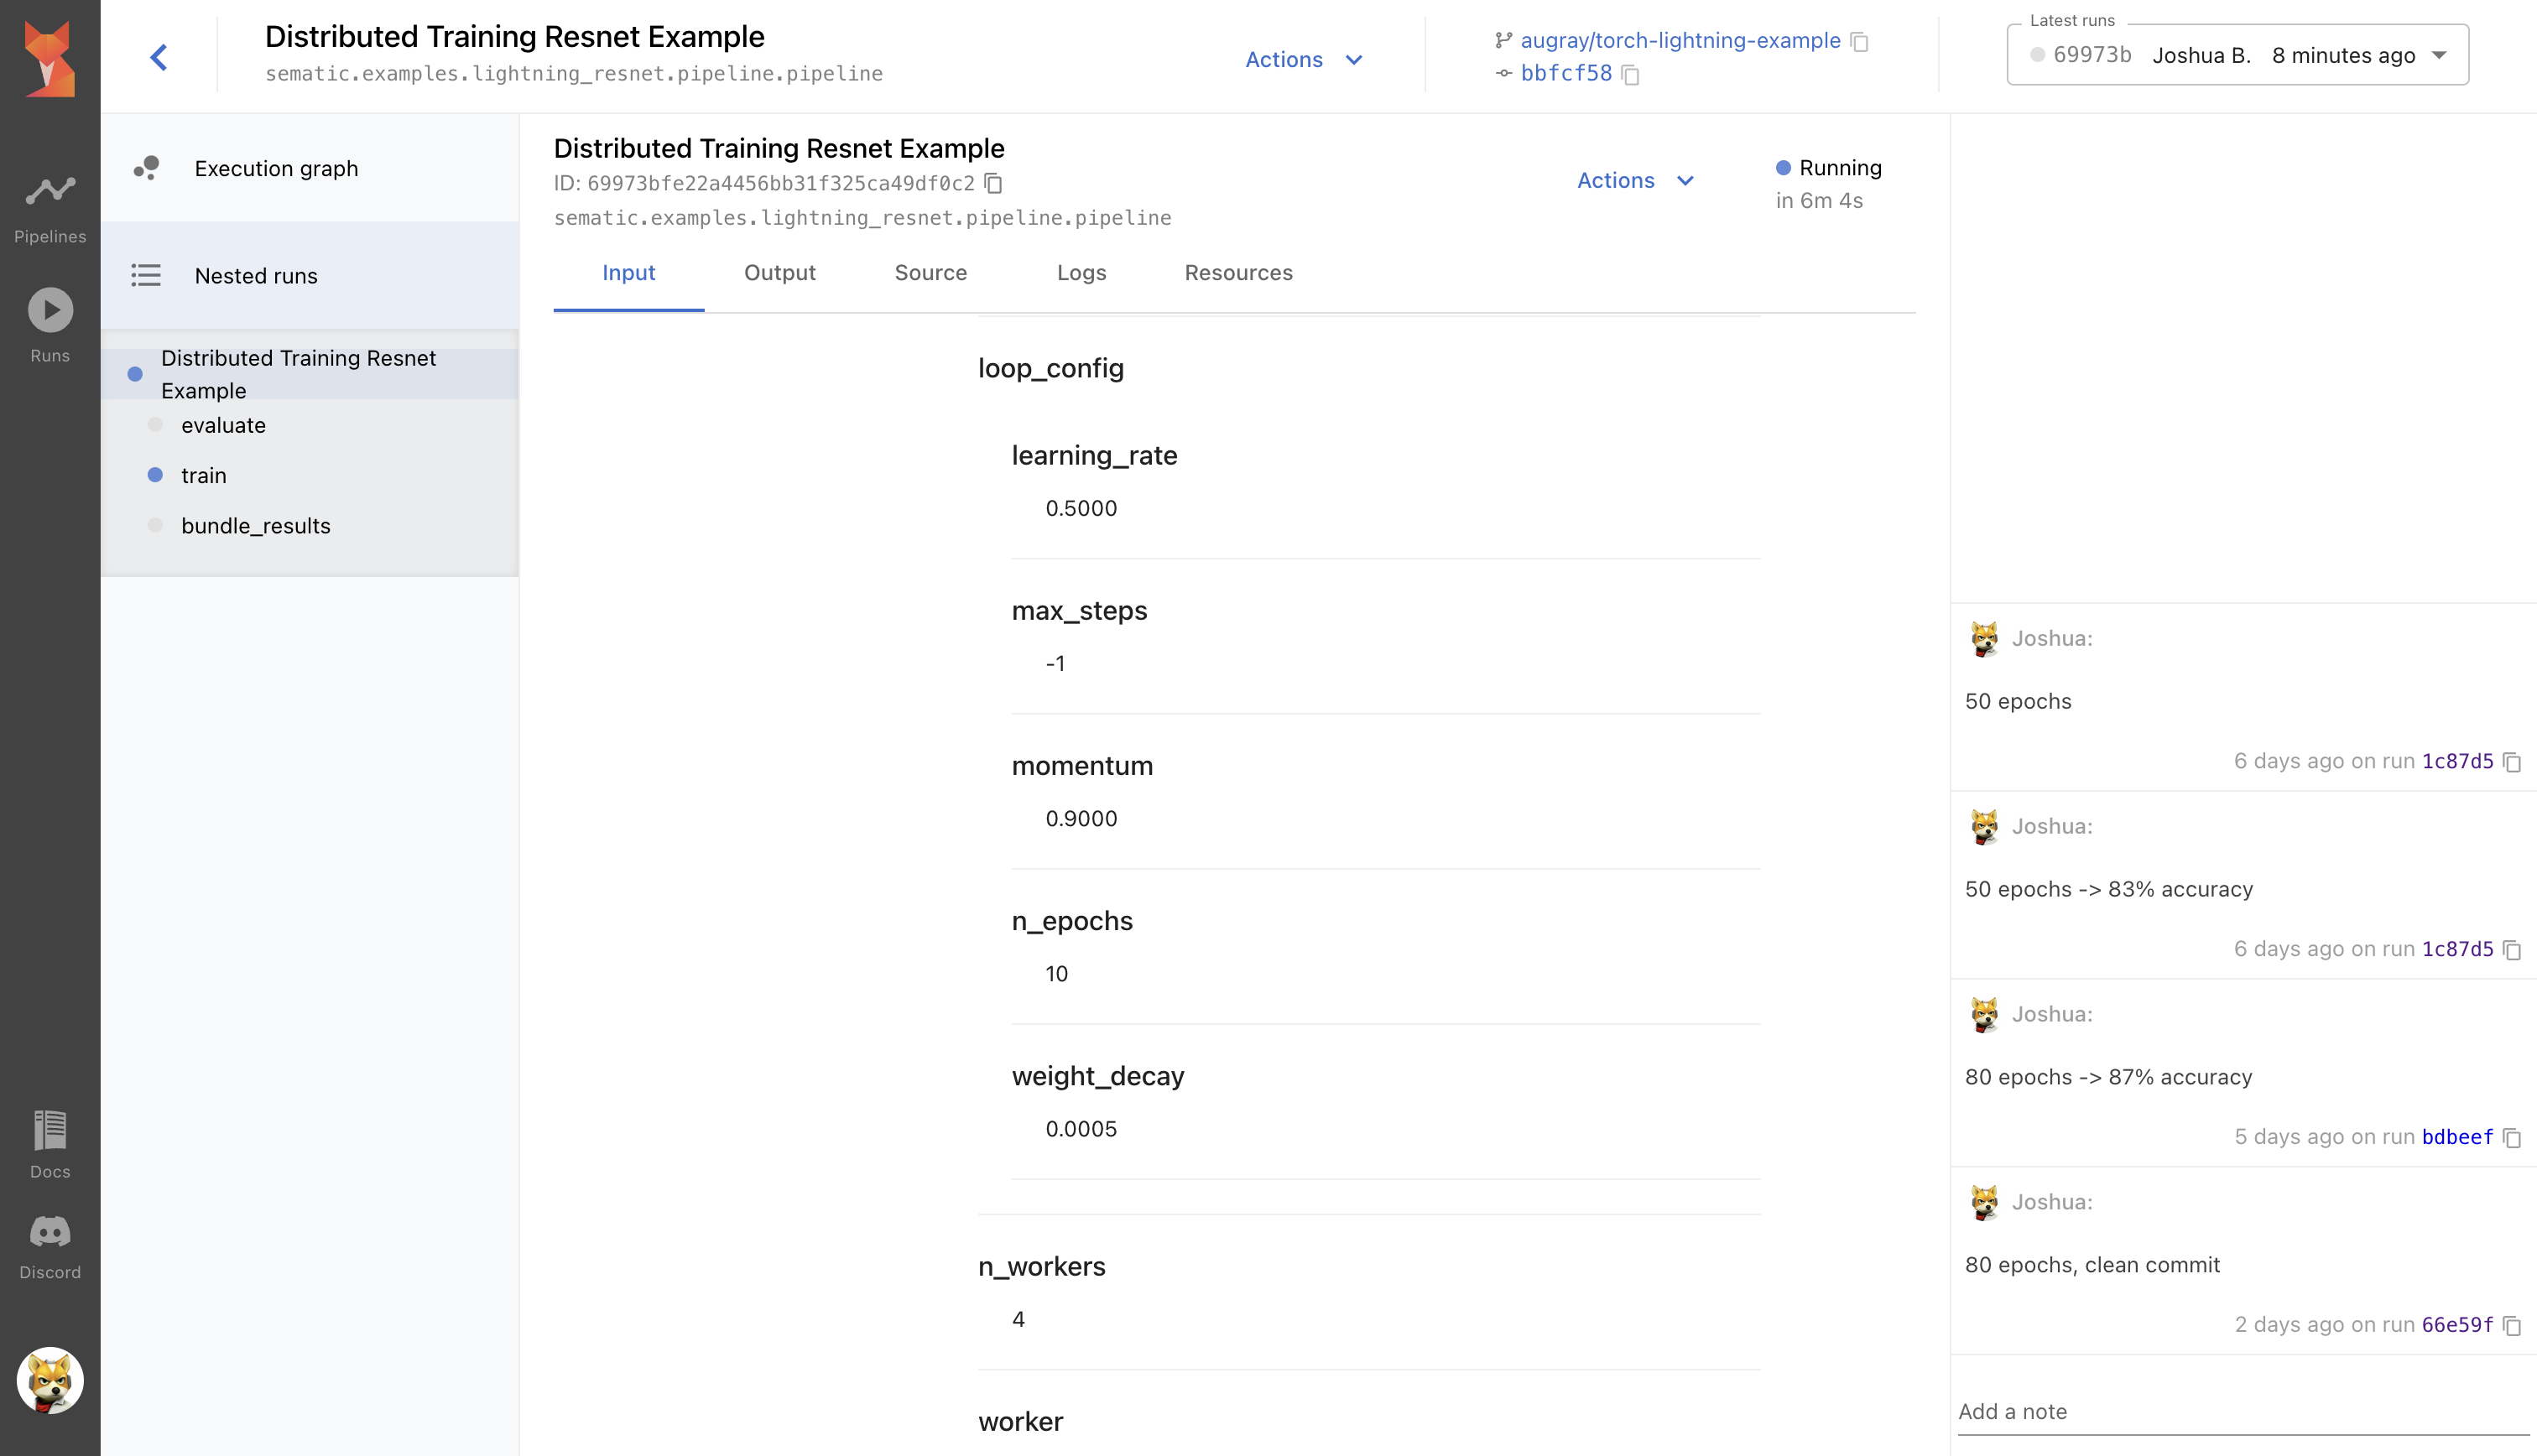 Pipelines
Runs
Docs
Discord
Distributed Training Resnet Example
sematic.examples.lightning_resnet.pipeline.pipeline
Actions
augray/torch-lightning-example
bbfcf58
Latest runs
69973b Joshua B. 8 minutes ago
Execution graph
Nested runs
Distributed Training Resnet
Example
evaluate
train
bundle_results
Distributed Training Resnet Example
ID: 69973bfe22a4456bb31f325ca49df0c2
sematic.examples.lightning_resnet.pipeline.pipeline
Actions
Running
in 6m 4s
Input Output Source Logs Resources
loop_config
learning_rate
0.5000
max_steps
-1
momentum
0.9000
n_epochs
10
weight_decay
0.0005
n_workers
4
worker
Joshua:
50 epochs
6 days ago on run 1c87d5
Joshua:
50 epochs -> 83% accuracy
6 days ago on run 1c87d5
Joshua:
80 epochs -> 87% accuracy
5 days ago on run bdbeef
Joshua:
80 epochs, clean commit
2 days ago on run 66e59f
Add a note